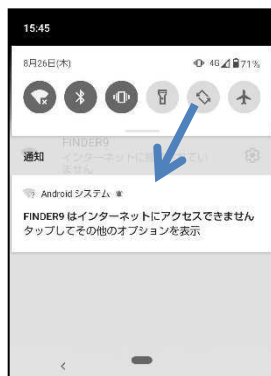 15:45
8月26日(木)
4G 71%
FINDER9
通知
Android システム
FINDER9 はインターネットにアクセスできません
タップしてその他のオプションを表示